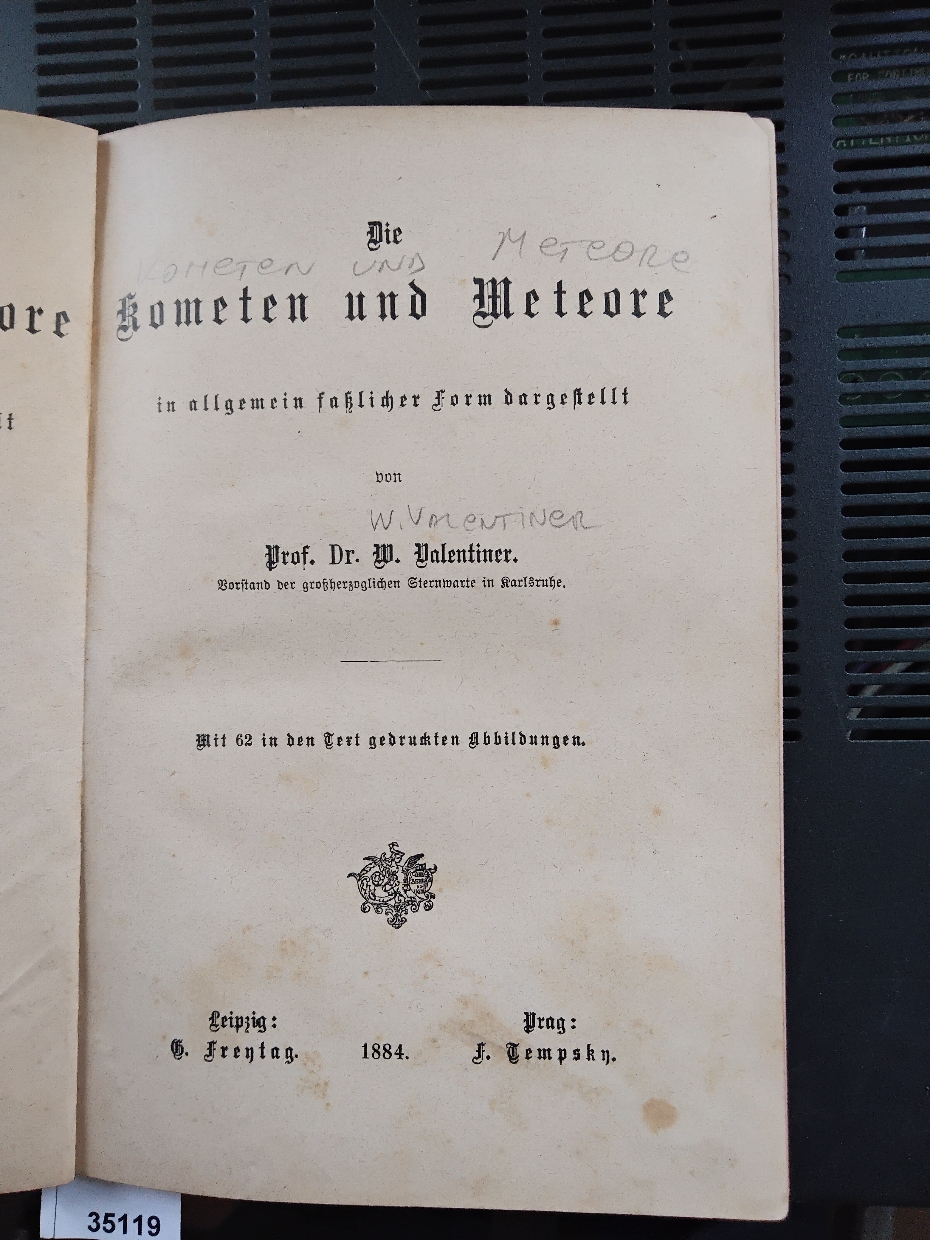 Die
KOMETEN UND METEORE
ore
Kometen und Meteore
in allgemein faßlicher Form dargestellt
von
W. VALENTINER
Prof. Dr. W. Valentiner.
Vorstand der großherzoglichen Sternwarte in Karlsruhe.
Mit 62 in den Text gedruckten Abbildungen.
Leipzig:
G. Freytag.
1884.
Prag:
F. Tempsky.
35119